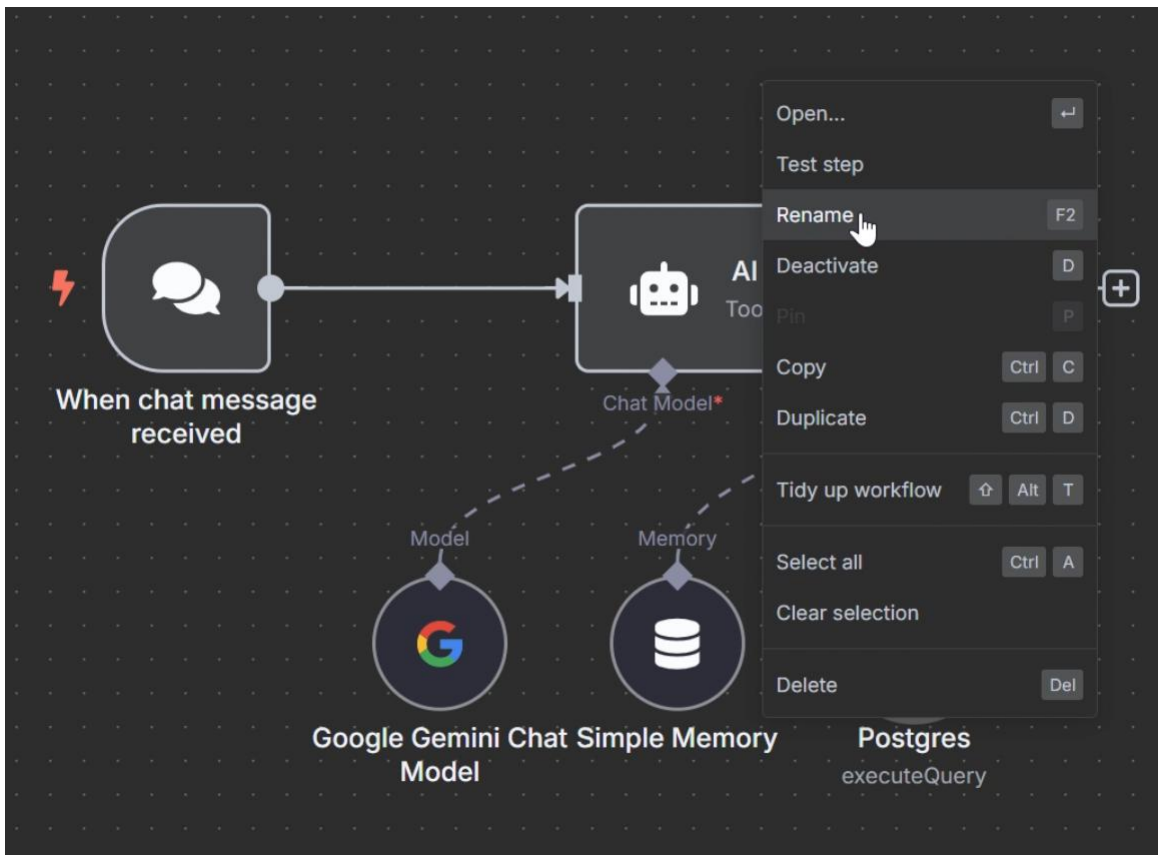 Open... ↵
Test step
Rename F2
Deactivate D
Pin P
Copy Ctrl C
Duplicate Ctrl D
Tidy up workflow ⇧ Alt T
Select all Ctrl A
Clear selection
Delete Del
When chat message
received
AI
Too
Chat Model*
Model
Memory
Google Gemini Chat
Model
Simple Memory
Postgres
executeQuery